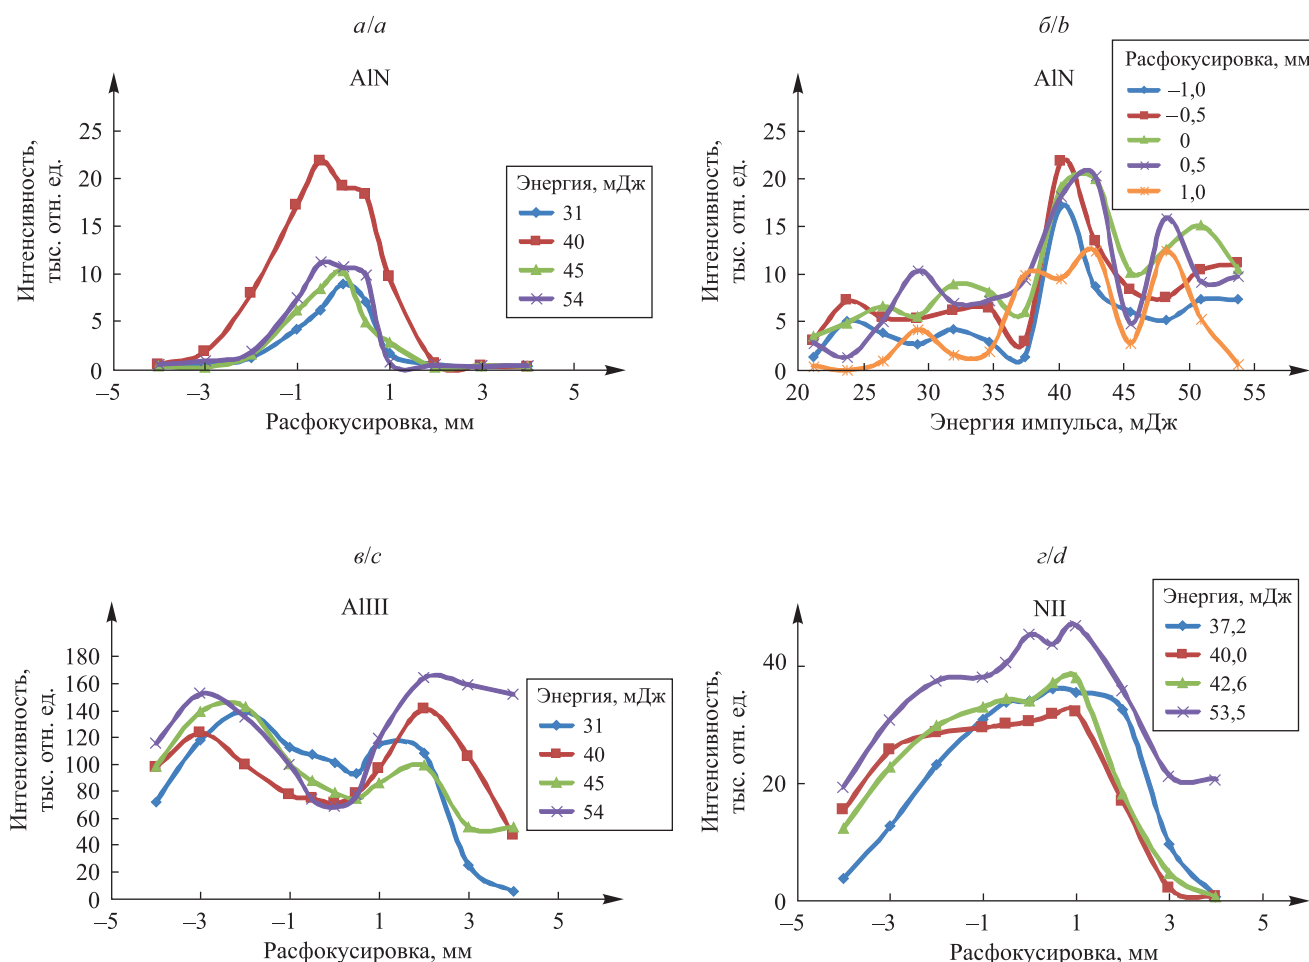 а/a
AlN
Интенсивность,
тыс. отн. ед.
25
20
15
10
5
0
–5
–3
–1
1
3
5
Расфокусировка, мм
Энергия, мДж
31
40
45
54
б/b
AlN
Интенсивность,
тыс. отн. ед.
25
20
15
10
5
0
20
25
30
35
40
45
50
55
Энергия импульса, мДж
Расфокусировка, мм
–1,0
–0,5
0
0,5
1,0
в/c
AlIII
Интенсивность,
тыс. отн. ед.
180
160
140
120
100
80
60
40
20
0
–5
–3
–1
1
3
5
Расфокусировка, мм
Энергия, мДж
31
40
45
54
г/d
NII
Интенсивность,
тыс. отн. ед.
40
20
0
–5
–3
–1
1
3
5
Расфокусировка, мм
Энергия, мДж
37,2
40,0
42,6
53,5